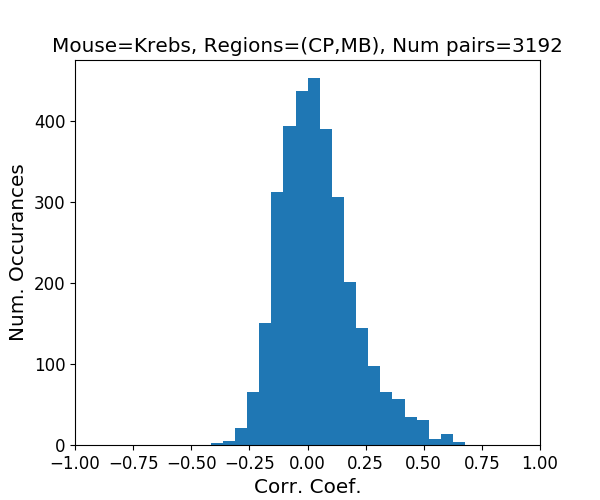 Mouse=Krebs, Regions=(CP,MB), Num pairs=3192
Num. Occurances
400
300
200
100
0
−1.00 −0.75 −0.50 −0.25 0.00 0.25 0.50 0.75 1.00
Corr. Coef.